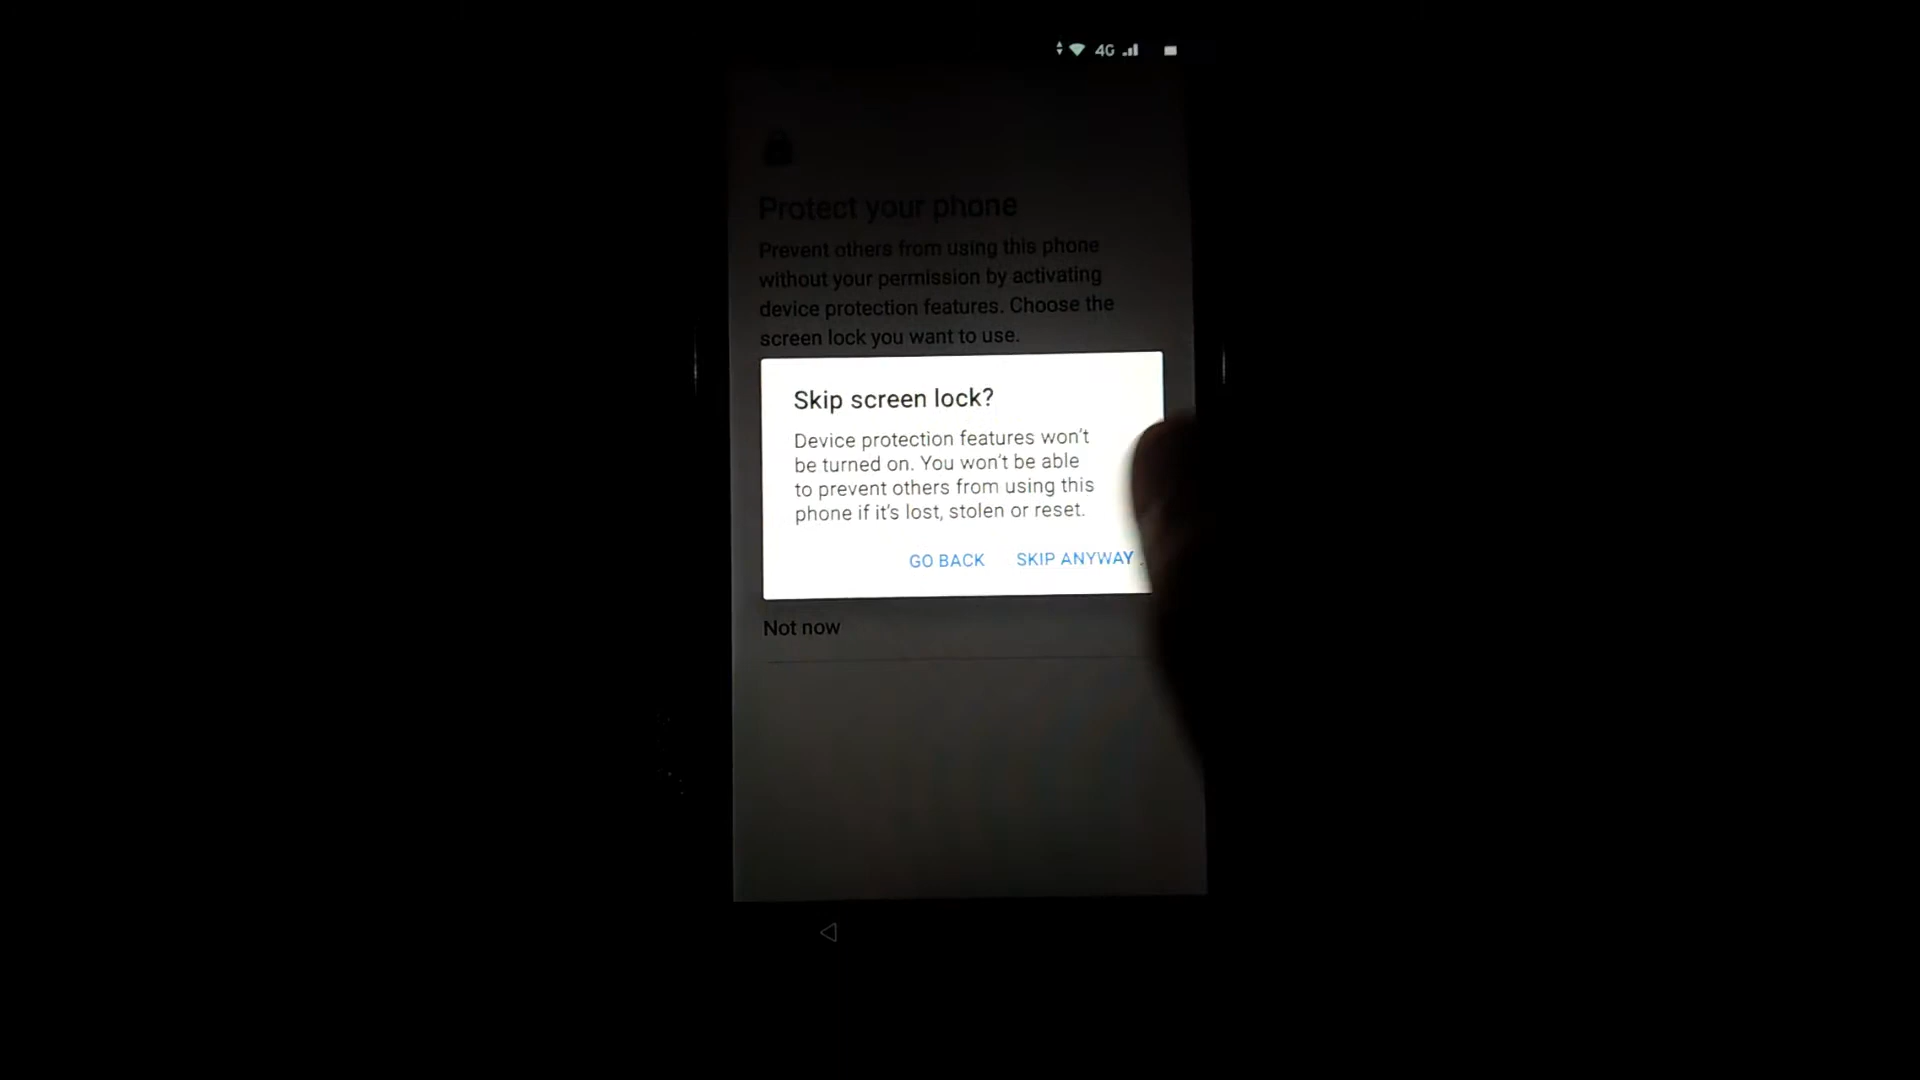 4G
Protect your phone
Prevent others from using this phone
without your permission by activating
device protection features. Choose the
screen lock you want to use.
Skip screen lock?
Device protection features won't
be turned on. You won't be able
to prevent others from using this
phone if it's lost, stolen or reset.
GO BACK SKIP ANYWAY
Not now